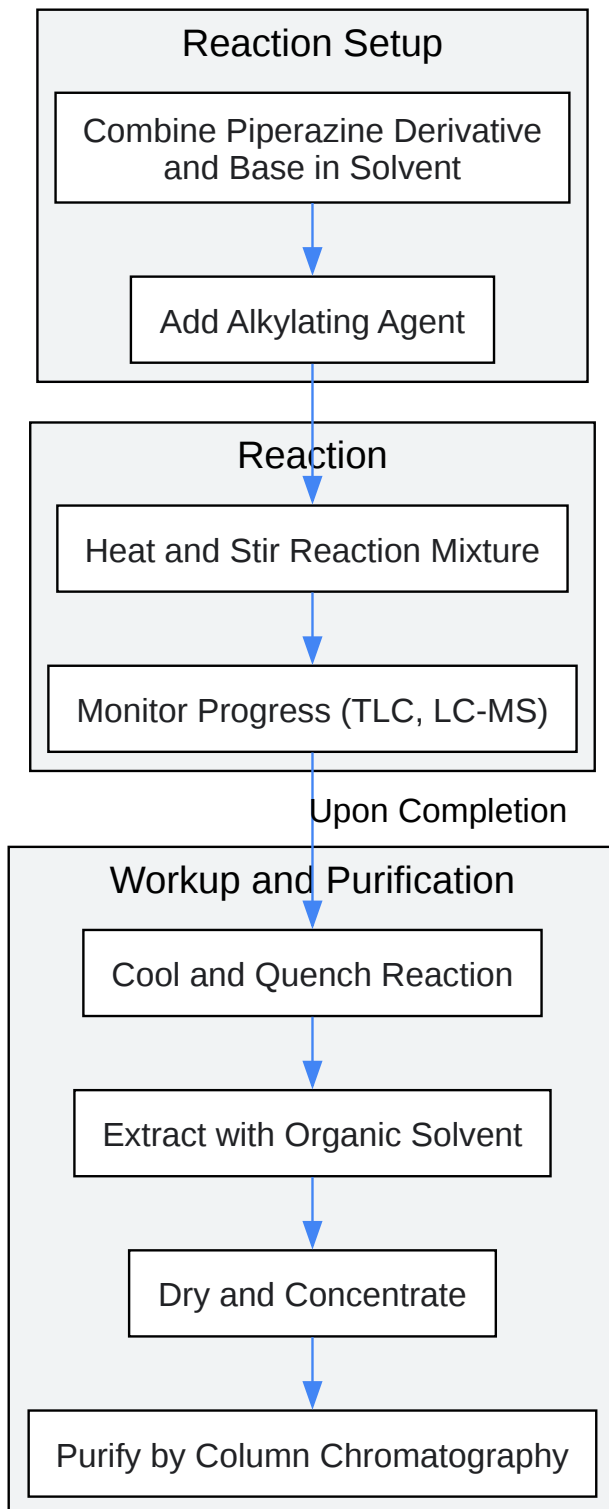 Reaction Setup
Combine Piperazine Derivative
and Base in Solvent
Add Alkylating Agent
Reaction
Heat and Stir Reaction Mixture
Monitor Progress (TLC, LC-MS)
Upon Completion
Workup and Purification
Cool and Quench Reaction
Extract with Organic Solvent
Dry and Concentrate
Purify by Column Chromatography